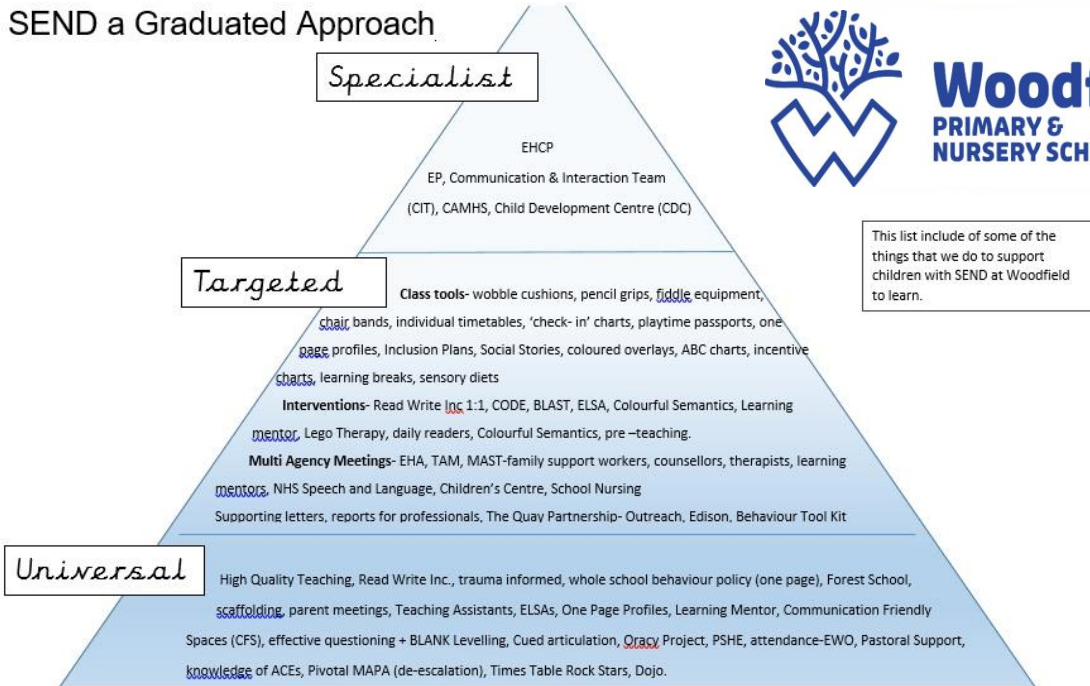 SEND a Graduated Approach
Specialist
Woodf
PRIMARY &
NURSERY SCH
EHCP
EP, Communication & Interaction Team
(CIT), CAMHS, Child Development Centre (CDC)
This list include of some of the
things that we do to support
children with SEND at Woodfield
to learn.
Targeted
Class tools- wobble cushions, pencil grips, fiddle equipment,
chair bands, individual timetables, ‘check- in’ charts, playtime passports, one
page profiles, Inclusion Plans, Social Stories, coloured overlays, ABC charts, incentive
charts, learning breaks, sensory diets
Interventions- Read Write Inc 1:1, CODE, BLAST, ELSA, Colourful Semantics, Learning
mentor, Lego Therapy, daily readers, Colourful Semantics, pre –teaching.
Multi Agency Meetings- EHA, TAM, MAST-family support workers, counsellors, therapists, learning
mentors, NHS Speech and Language, Children’s Centre, School Nursing
Supporting letters, reports for professionals, The Quay Partnership- Outreach, Edison, Behaviour Tool Kit
Universal
High Quality Teaching, Read Write Inc., trauma informed, whole school behaviour policy (one page), Forest School,
scaffolding, parent meetings, Teaching Assistants, ELSAs, One Page Profiles, Learning Mentor, Communication Friendly
Spaces (CFS), effective questioning + BLANK Levelling, Cued articulation, Oracy Project, PSHE, attendance-EWO, Pastoral Support,
knowledge of ACEs, Pivotal MAPA (de-escalation), Times Table Rock Stars, Dojo.